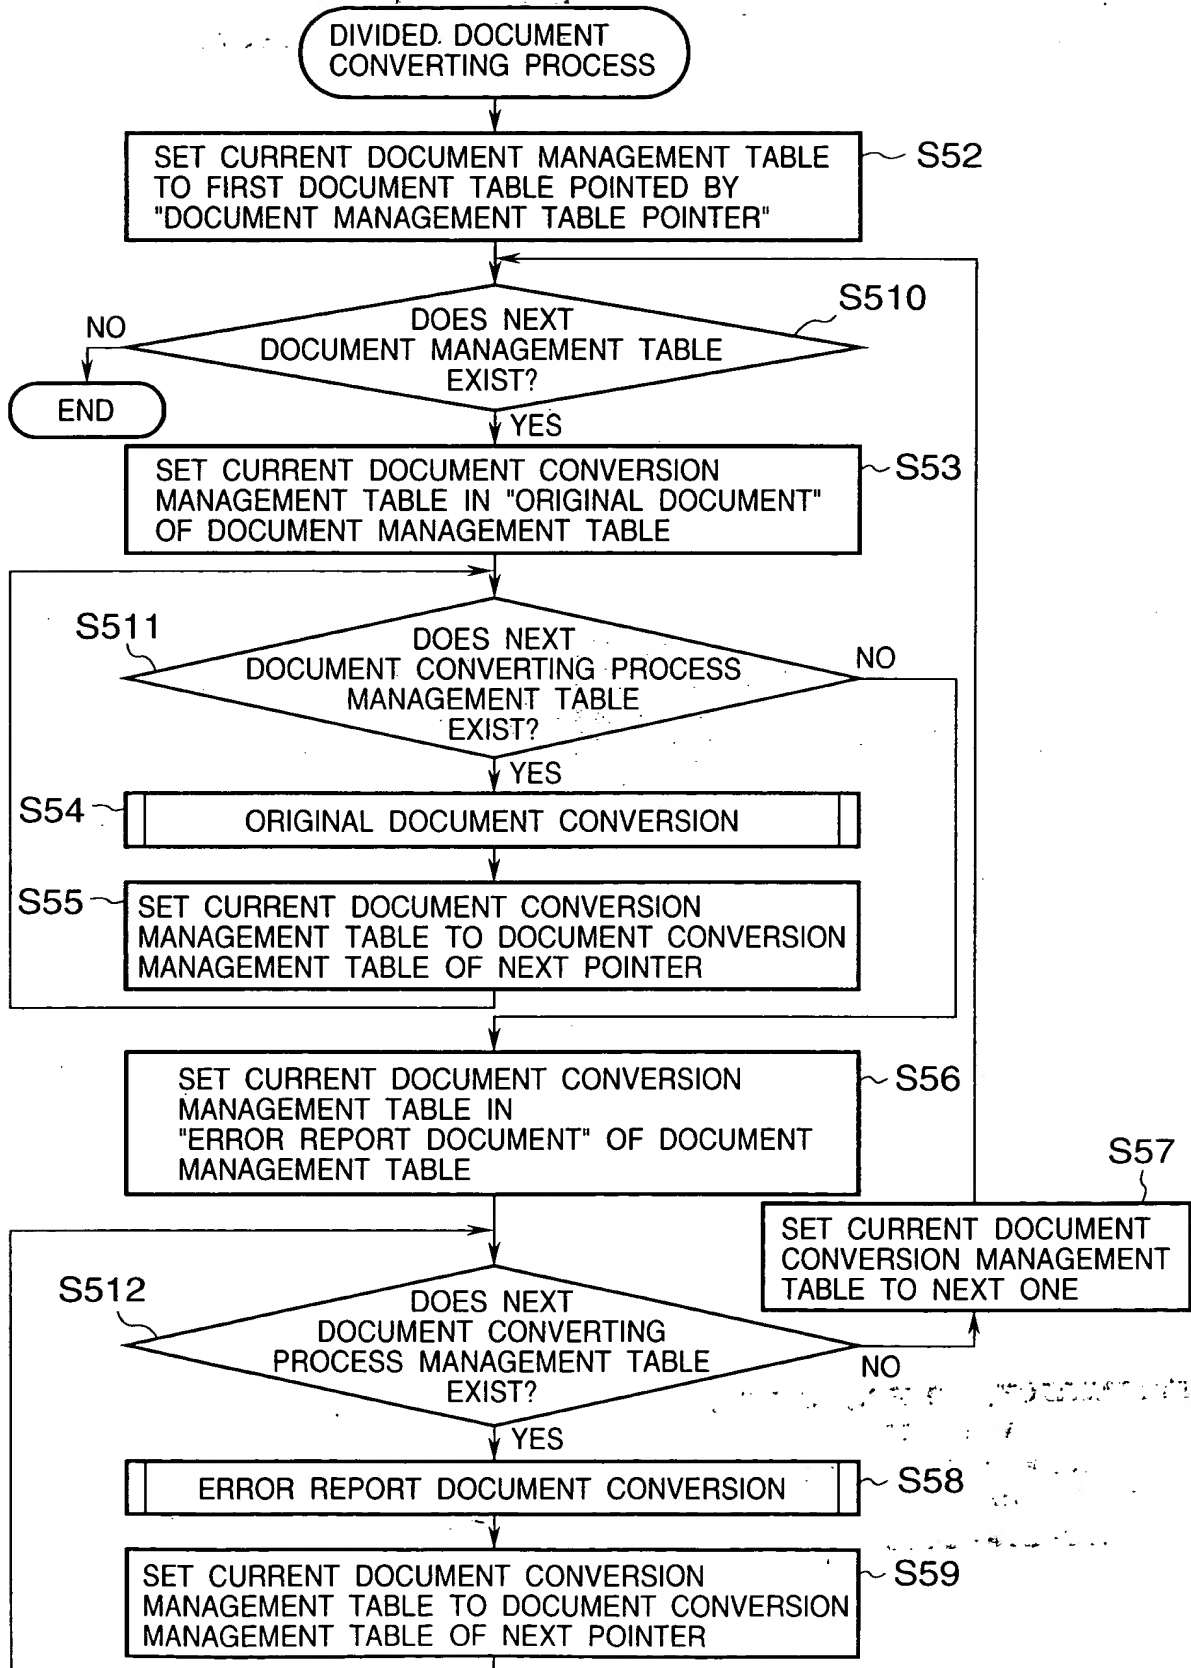 DIVIDED. DOCUMENT
CONVERTING PROCESS
SET CURRENT DOCUMENT MANAGEMENT TABLE
TO FIRST DOCUMENT TABLE POINTED BY
"DOCUMENT MANAGEMENT TABLE POINTER"
S52
DOES NEXT
DOCUMENT MANAGEMENT TABLE
EXIST?
S510
NO
END
YES
SET CURRENT DOCUMENT CONVERSION
MANAGEMENT TABLE IN "ORIGINAL DOCUMENT"
OF DOCUMENT MANAGEMENT TABLE
S53
S511
DOES NEXT
DOCUMENT CONVERTING PROCESS
MANAGEMENT TABLE
EXIST?
NO
YES
S54
ORIGINAL DOCUMENT CONVERSION
S55
SET CURRENT DOCUMENT CONVERSION
MANAGEMENT TABLE TO DOCUMENT CONVERSION
MANAGEMENT TABLE OF NEXT POINTER
SET CURRENT DOCUMENT CONVERSION
MANAGEMENT TABLE IN
"ERROR REPORT DOCUMENT" OF DOCUMENT
MANAGEMENT TABLE
S56
S57
SET CURRENT DOCUMENT
CONVERSION MANAGEMENT
TABLE TO NEXT ONE
S512
DOES NEXT
DOCUMENT CONVERTING
PROCESS MANAGEMENT TABLE
EXIST?
NO
YES
ERROR REPORT DOCUMENT CONVERSION
S58
SET CURRENT DOCUMENT CONVERSION
MANAGEMENT TABLE TO DOCUMENT CONVERSION
MANAGEMENT TABLE OF NEXT POINTER
S59